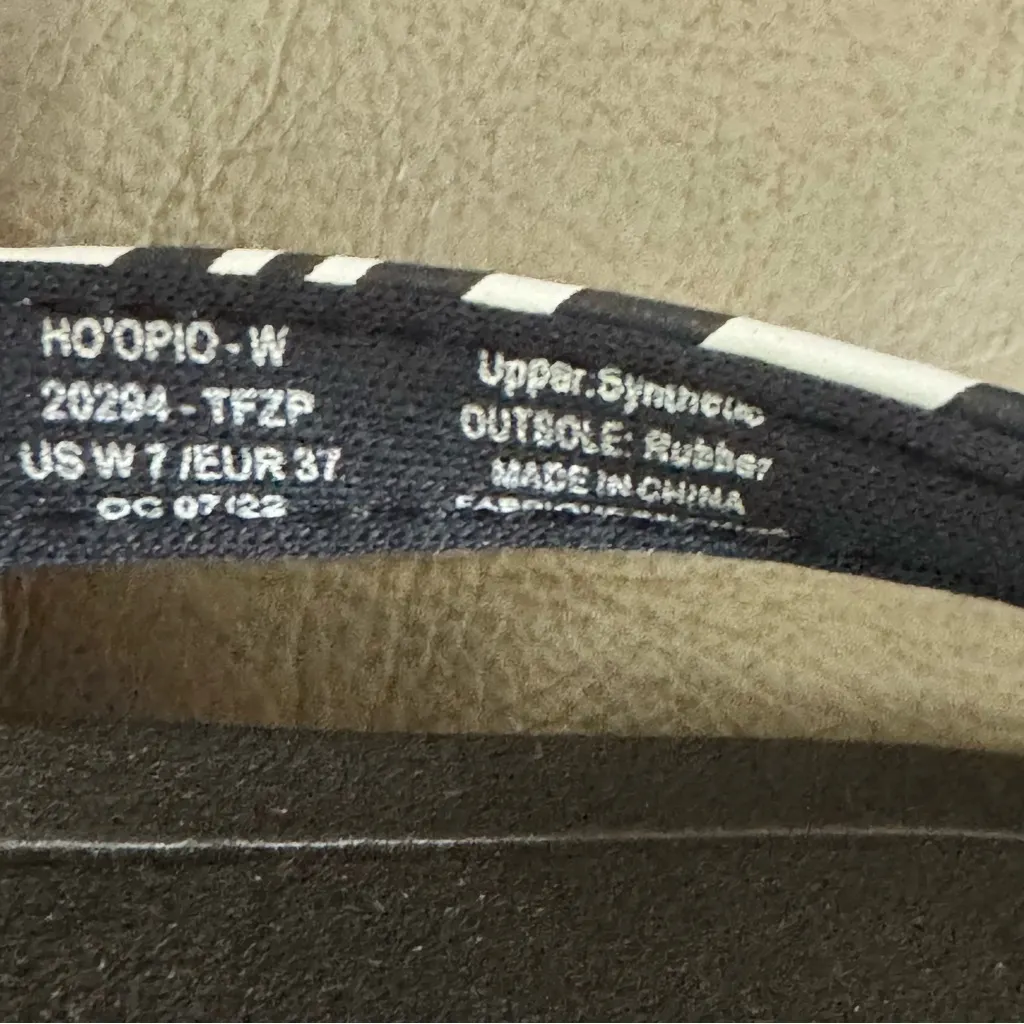 HO'OPIO - W
20294 - TFZP
US W 7 /EUR 37
OC 07/22
Upper: Synthetic
OUTSOLE: Rubber
MADE IN CHINA